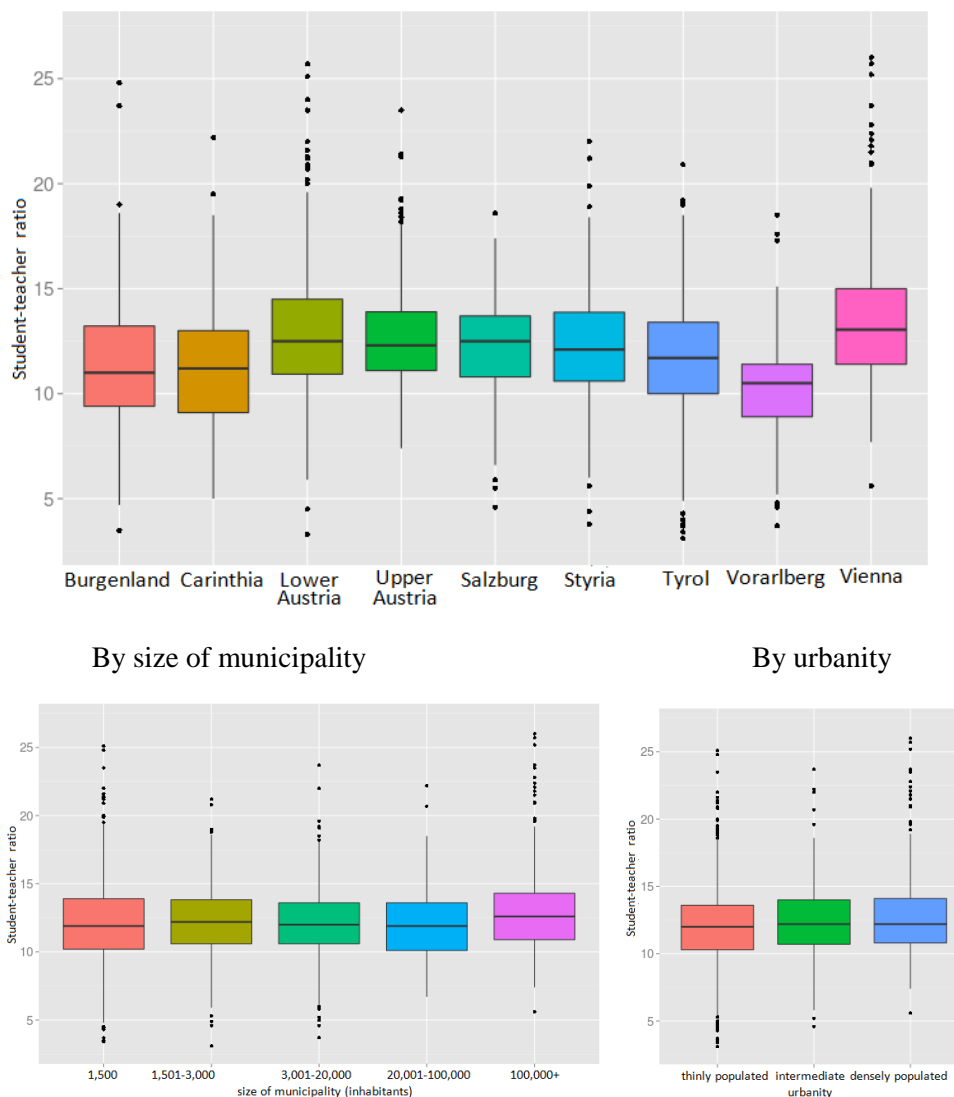 25
20
15
10
5
Student-teacher ratio
Burgenland Carinthia Lower Austria Upper Austria Salzburg Styria Tyrol Vorarlberg Vienna
By size of municipality
By urbanity
25
20
15
10
5
Student-teacher ratio
1,500 1,501-3,000 3,001-20,000 20,001-100,000 100,000+
size of municipality (inhabitants)
25
20
15
10
5
Student-teacher ratio
thinly populated intermediate densely populated
urbanity